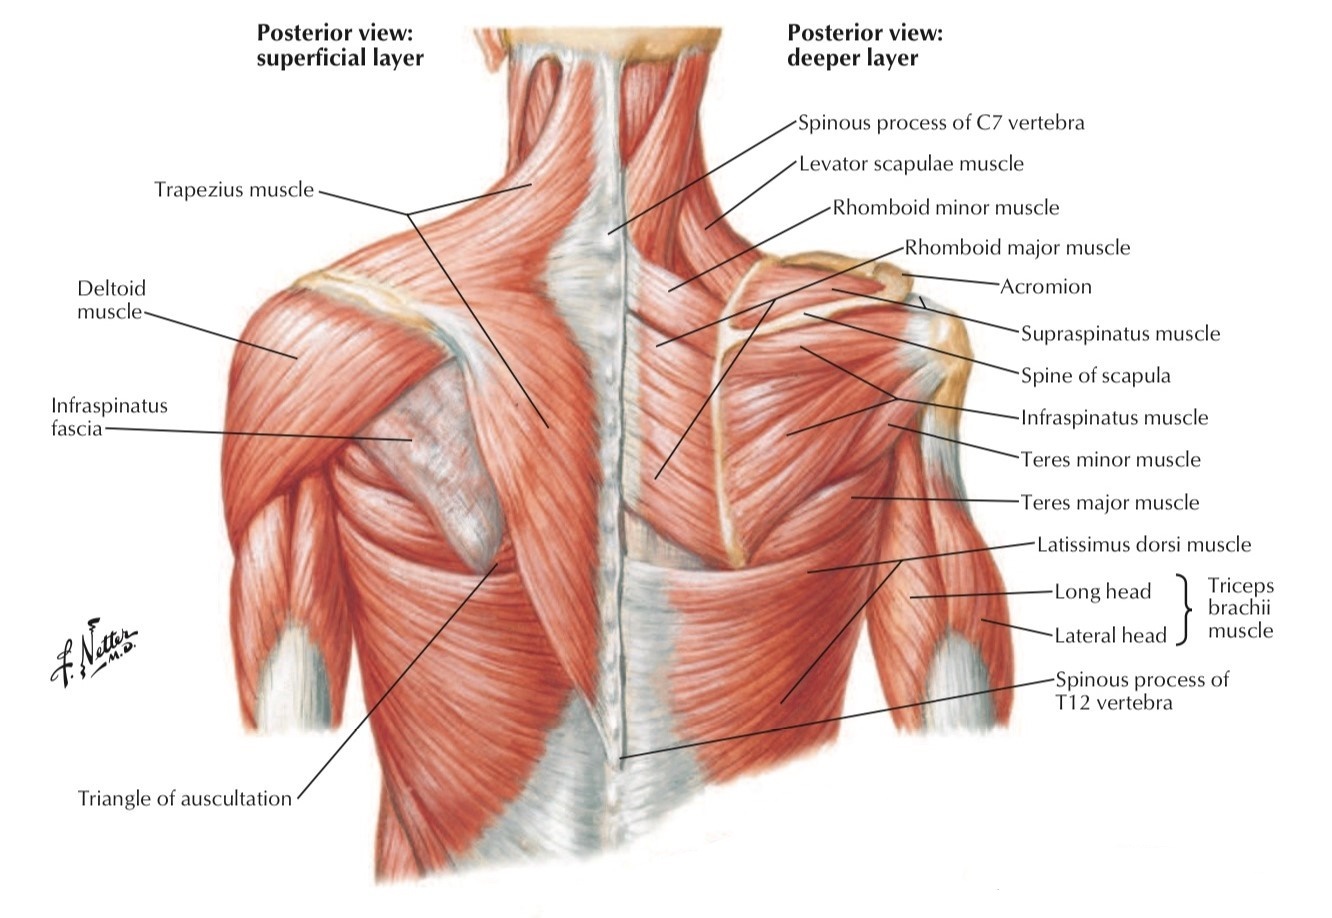 Posterior view:
superficial layer
Posterior view:
deeper layer
Spinous process of C7 vertebra
Levator scapulae muscle
Trapezius muscle
Rhomboid minor muscle
Rhomboid major muscle
Acromion
Deltoid
muscle
Supraspinatus muscle
Spine of scapula
Infraspinatus
fascia
Infraspinatus muscle
Teres minor muscle
Teres major muscle
Latissimus dorsi muscle
Long head
Lateral head
Triceps
brachii
muscle
F. Netter
M.D.
Spinous process of
T12 vertebra
Triangle of auscultation